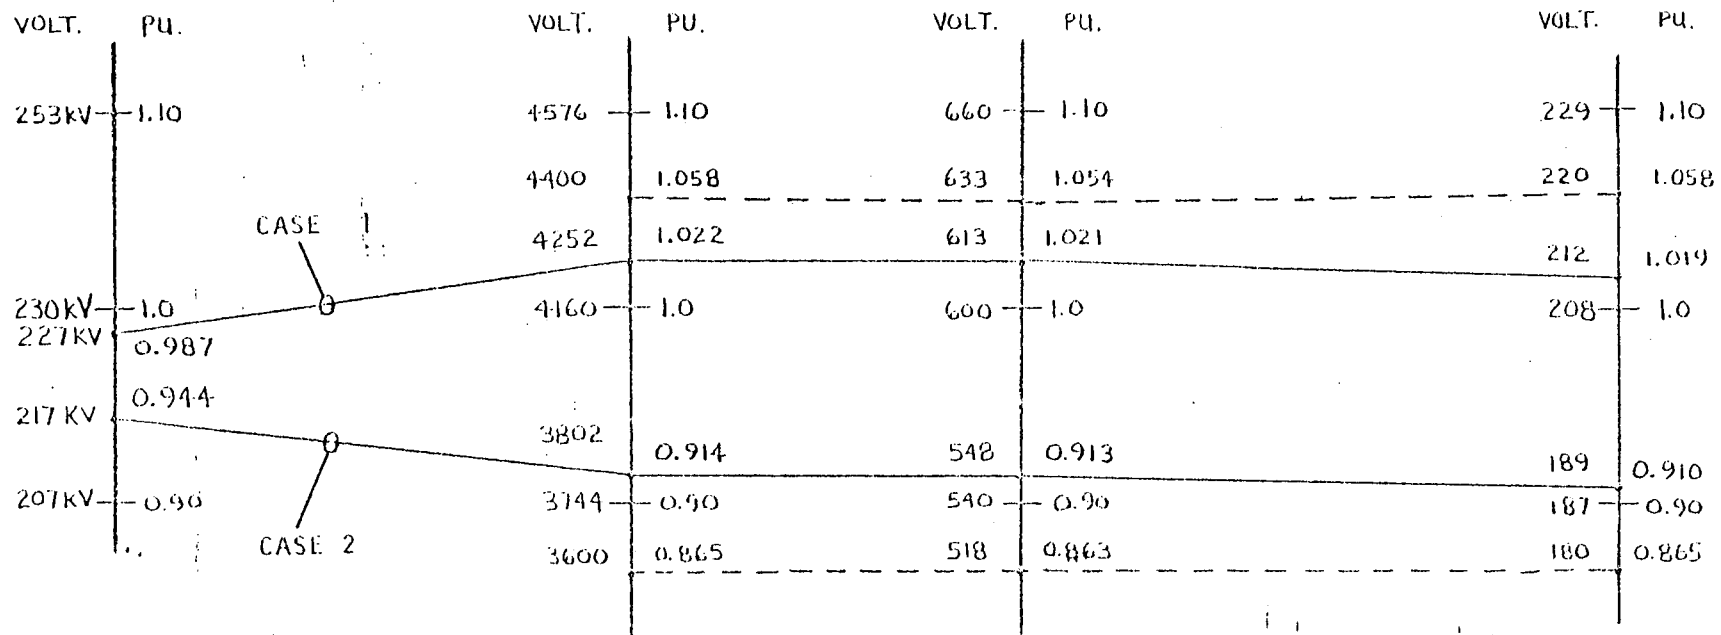 VOLT. PU. VOLT. PU. VOLT. PU. VOLT. PU.
253kV 1.10 4576 1.10 660 1.10 229 1.10
4400 1.058 633 1.054 220 1.058
CASE 1
4252 1.022 613 1.021 212 1.019
230kV 1.0 4160 1.0 600 1.0 208 1.0
227KV 0.987
217 KV 0.944
3802 0.914 548 0.913 189 0.910
207kV 0.90 3744 0.90 540 0.90 187 0.90
CASE 2
3600 0.865 518 0.863 180 0.865